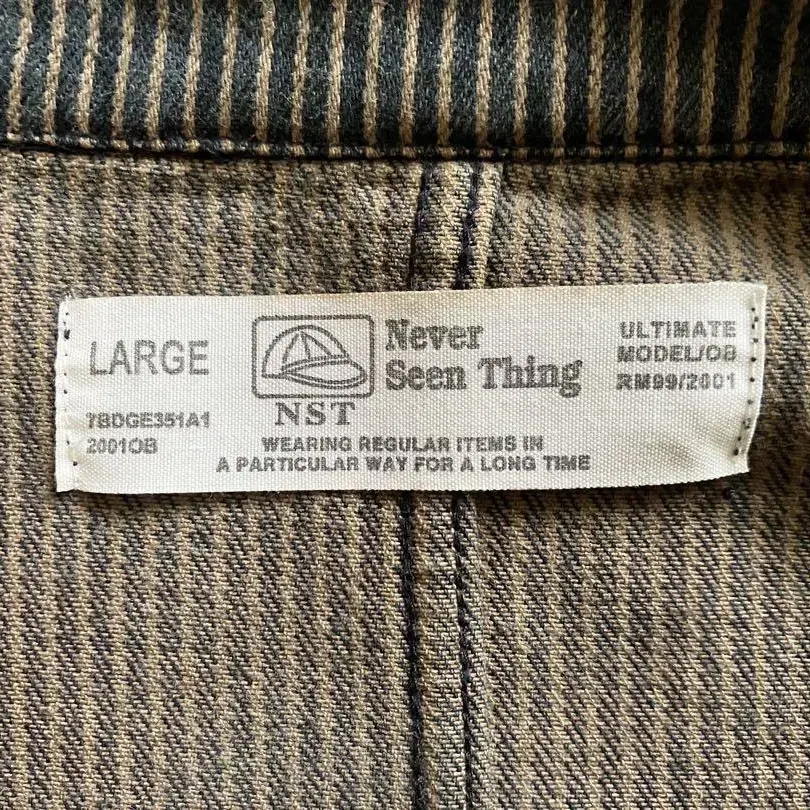 LARGE
7BDGE351A1
2001OB
NST
Never
Seen Thing
WEARING REGULAR ITEMS IN
A PARTICULAR WAY FOR A LONG TIME
ULTIMATE
MODEL/OB
RM99/2001